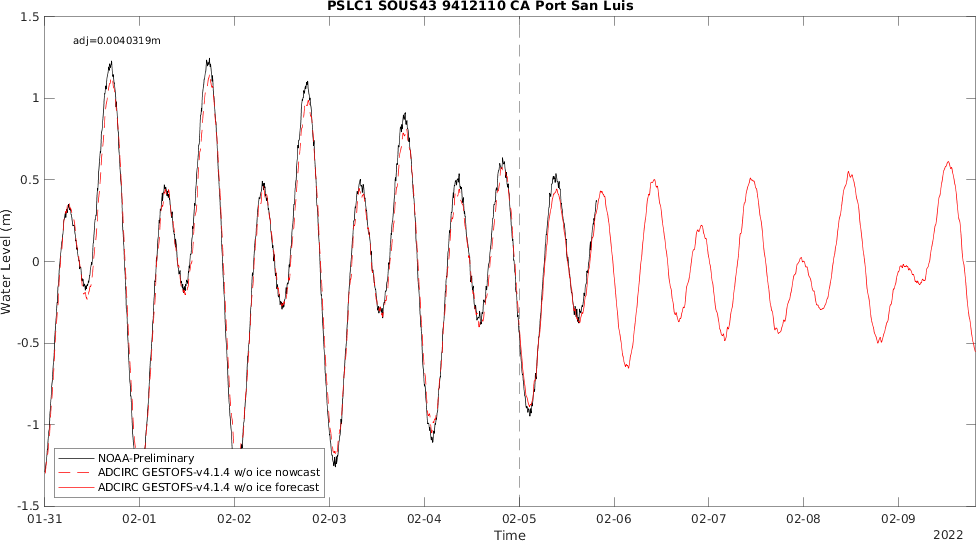 PSLC1 SOUS43 9412110 CA Port San Luis
adj=0.0040319m
Water Level (m)
1.5
1
0.5
0
-0.5
-1
-1.5
NOAA-Preliminary
ADCIRC GESTOFS-v4.1.4 w/o ice nowcast
ADCIRC GESTOFS-v4.1.4 w/o ice forecast
01-31 02-01 02-02 02-03 02-04 02-05 02-06 02-07 02-08 02-09
Time
2022